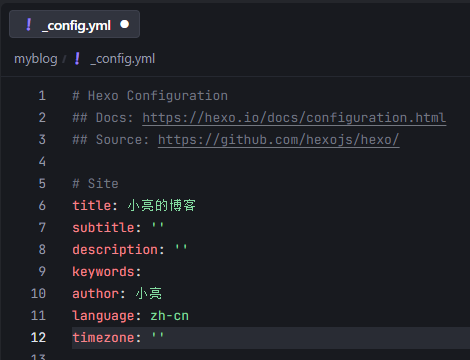 ! _config.yml
myblog / ! _config.yml
1 # Hexo Configuration
2 ## Docs: https://hexo.io/docs/configuration.html
3 ## Source: https://github.com/hexojs/hexo/
4
5 # Site
6 title: 小亮的博客
7 subtitle: ''
8 description: ''
9 keywords:
10 author: 小亮
11 language: zh-cn
12 timezone: ''